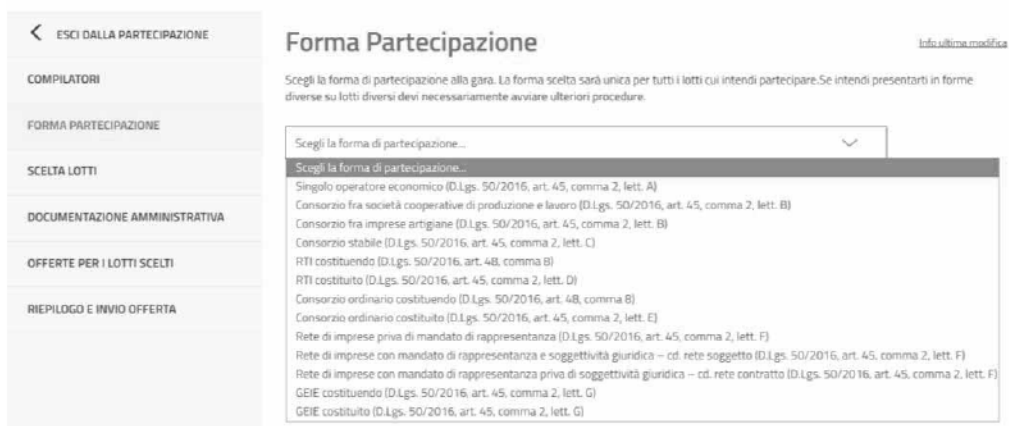 ESCI DALLA PARTECIPAZIONE
COMPILATORI
FORMA PARTECIPAZIONE
SCELTA LOTTI
DOCUMENTAZIONE AMMINISTRATIVA
OFFERTE PER I LOTTI SCELTI
RIEPILOGO E INVIO OFFERTA
Forma Partecipazione
Info ultima modifica
Scegli la forma di partecipazione alla gara. La forma scelta sarà unica per tutti i lotti cui intendi partecipare.Se intendi presentarti in forme
diverse su lotti diversi devi necessariamente avviare ulteriori procedure.
Scegli la forma di partecipazione...
Scegli la forma di partecipazione...
Singolo operatore economico (D.Lgs. 50/2016, art. 45, comma 2, lett. A)
Consorzio fra società cooperative di produzione e lavoro (D.Lgs. 50/2016, art. 45, comma 2, lett. B)
Consorzio fra imprese artigiane (D.Lgs. 50/2016, art. 45, comma 2, lett. B)
Consorzio stabile (D.Lgs. 50/2016, art. 45, comma 2, lett. C)
RTI costituendo (D.Lgs. 50/2016, art. 48, comma 8)
RTI costituito (D.Lgs. 50/2016, art. 45, comma 2, lett. D)
Consorzio ordinario costituendo (D.Lgs. 50/2016, art. 48, comma 8)
Consorzio ordinario costituito (D.Lgs. 50/2016, art. 45, comma 2, lett. E)
Rete di imprese priva di mandato di rappresentanza (D.Lgs. 50/2016, art. 45, comma 2, lett. F)
Rete di imprese con mandato di rappresentanza e soggettività giuridica – cd. rete soggetto (D.Lgs. 50/2016, art. 45, comma 2, lett. F)
Rete di imprese con mandato di rappresentanza priva di soggettività giuridica – cd. rete contratto (D.Lgs. 50/2016, art. 45, comma 2, lett. F)
GEIE costituendo (D.Lgs. 50/2016, art. 45, comma 2, lett. G)
GEIE costituito (D.Lgs. 50/2016, art. 45, comma 2, lett. G)